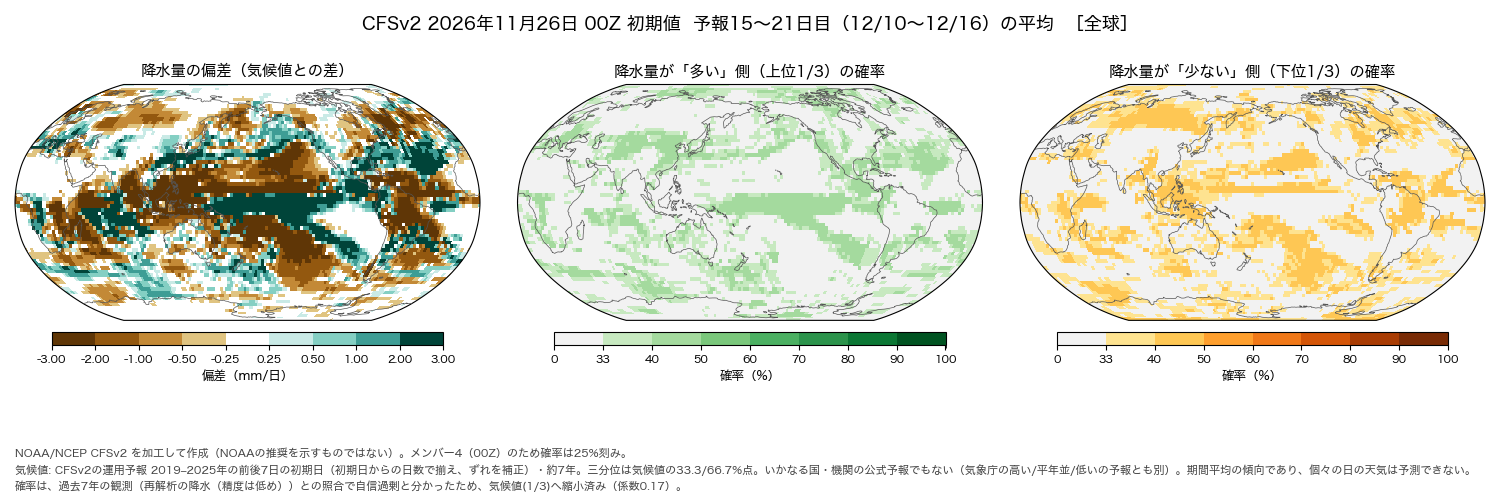 CFSv2 2026年11月26日 00Z 初期値 予報15～21日目（12/10～12/16）の平均 ［全球］
降水量の偏差（気候値との差）
降水量が「多い」側（上位1/3）の確率
降水量が「少ない」側（下位1/3）の確率
-3.00 -2.00 -1.00 -0.50 -0.25 0.25 0.50 1.00 2.00 3.00
偏差（mm/日）
0 33 40 50 60 70 80 90 100
確率（%）
0 33 40 50 60 70 80 90 100
確率（%）
NOAA/NCEP CFSv2 を加工して作成（NOAAの推奨を示すものではない）。メンバー4（00Z）のため確率は25%刻み。
気候値: CFSv2の運用予報 2019–2025年の前後7日の初期日（初期日からの日数で揃え、ずれを補正）・約7年。三分位は気候値の33.3/66.7%点。いかなる国・機関の公式予報でもない（気象庁の高い/平年並/低いの予報とも別）。期間平均の傾向であり、個々の日の天気は予測できない。
確率は、過去7年の観測（再解析の降水（精度は低め））との照合で自信過剰と分かったため、気候値(1/3)へ縮小済み（係数0.17）。